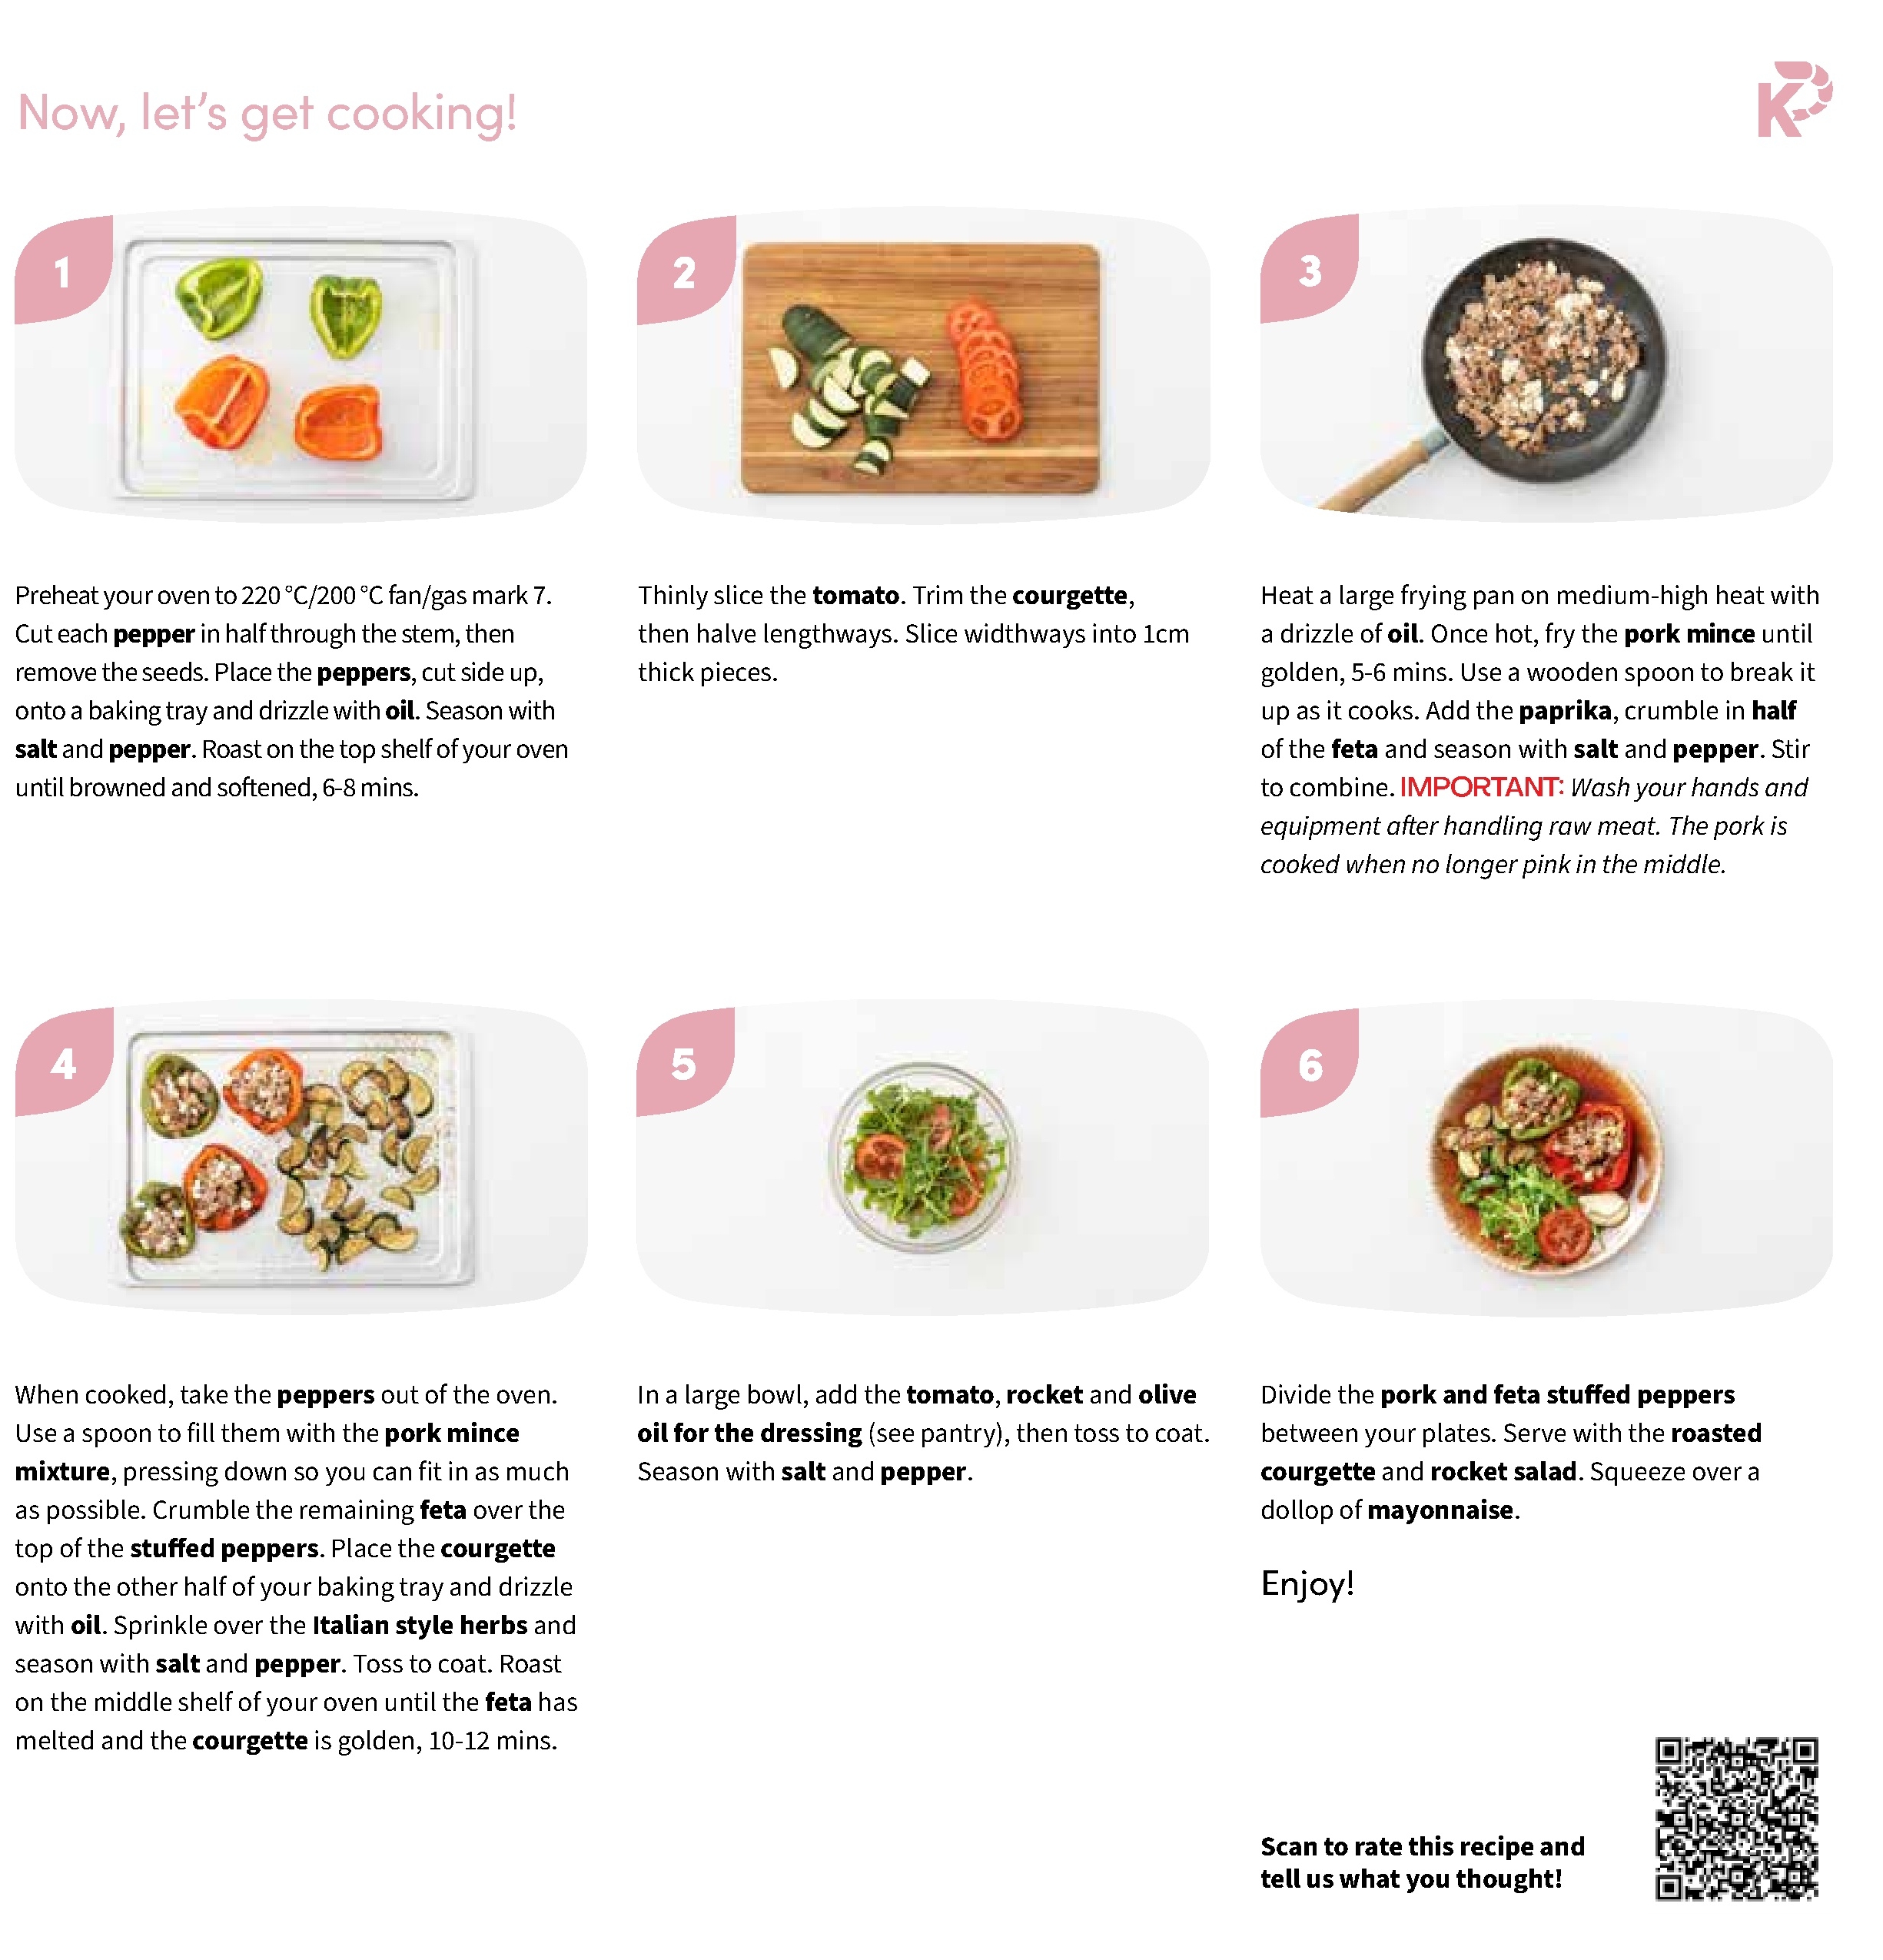 Now, let's get cooking!
K
1
Preheat your oven to 220 °C/200 °C fan/gas mark 7.
Cut each pepper in half through the stem, then
remove the seeds. Place the peppers, cut side up,
onto a baking tray and drizzle with oil. Season with
salt and pepper. Roast on the top shelf of your oven
until browned and softened, 6-8 mins.
2
Thinly slice the tomato. Trim the courgette,
then halve lengthways. Slice widthways into 1cm
thick pieces.
3
Heat a large frying pan on medium-high heat with
a drizzle of oil. Once hot, fry the pork mince until
golden, 5-6 mins. Use a wooden spoon to break it
up as it cooks. Add the paprika, crumble in half
of the feta and season with salt and pepper. Stir
to combine. IMPORTANT: Wash your hands and
equipment after handling raw meat. The pork is
cooked when no longer pink in the middle.
4
When cooked, take the peppers out of the oven.
Use a spoon to fill them with the pork mince
mixture, pressing down so you can fit in as much
as possible. Crumble the remaining feta over the
top of the stuffed peppers. Place the courgette
onto the other half of your baking tray and drizzle
with oil. Sprinkle over the Italian style herbs and
season with salt and pepper. Toss to coat. Roast
on the middle shelf of your oven until the feta has
melted and the courgette is golden, 10-12 mins.
5
In a large bowl, add the tomato, rocket and olive
oil for the dressing (see pantry), then toss to coat.
Season with salt and pepper.
6
Divide the pork and feta stuffed peppers
between your plates. Serve with the roasted
courgette and rocket salad. Squeeze over a
dollop of mayonnaise.
Enjoy!
Scan to rate this recipe and
tell us what you thought!